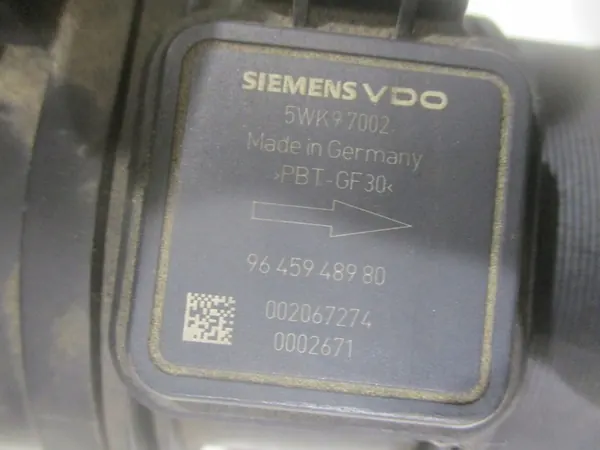 SIEMENS VDO
5WK9 7002
Made in Germany
>PBT-GF30<
96 459 489 80
002067274
0002671